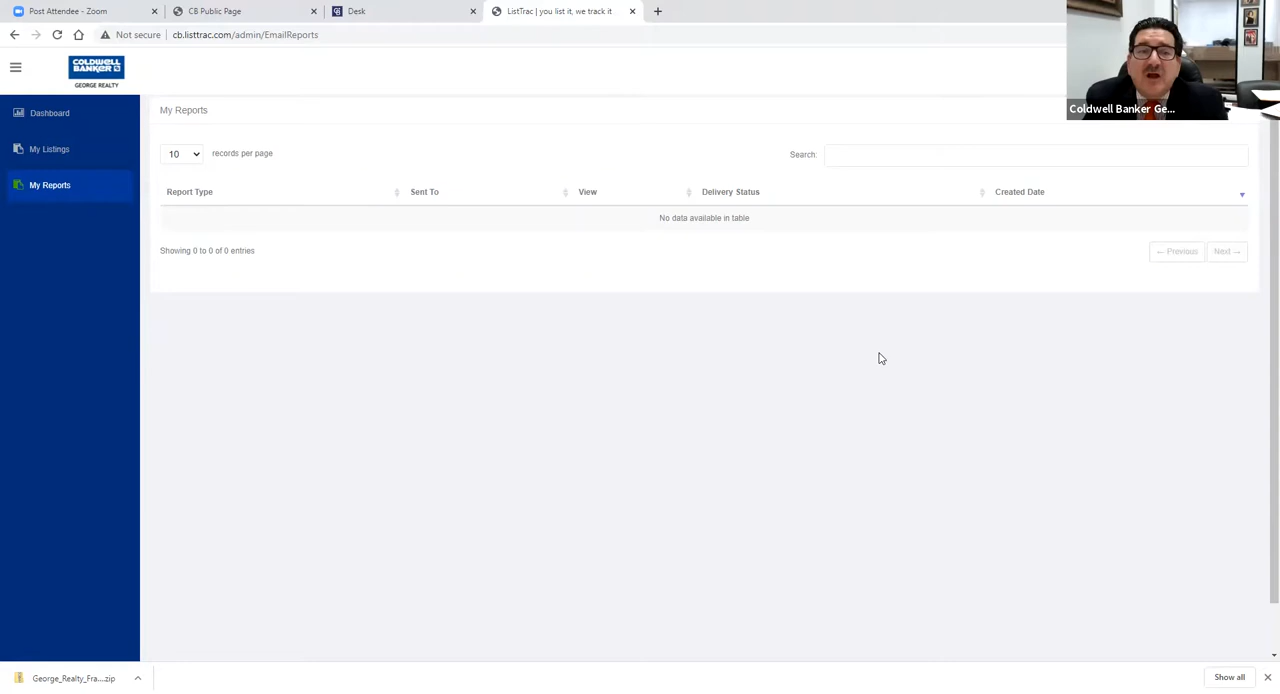 Post Attendee - Zoom
CB Public Page
Desk
ListTrac | you list it, we track it
Not secure | cb.listtrac.com/admin/EmailReports
COLDWELL
BANKER
GEORGE REALTY
Coldwell Banker Ge...
Dashboard
My Listings
My Reports
My Reports
10 records per page
Search:
Report Type Sent To View Delivery Status Created Date
No data available in table
Showing 0 to 0 of 0 entries
← Previous Next →
George_Realty_Fra....zip
Show all